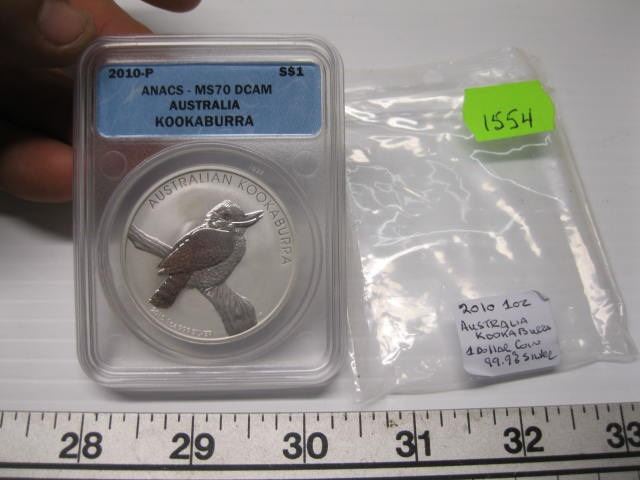 2010-P S$1
ANACS - MS70 DCAM
AUSTRALIA
KOOKABURRA
AUSTRALIAN KOOKABURRA
1554
2010 1oz
AUSTRALIA
KOOKABURRA
1 Dollar Coin
99.93 Silver
28 29 30 31 32 33